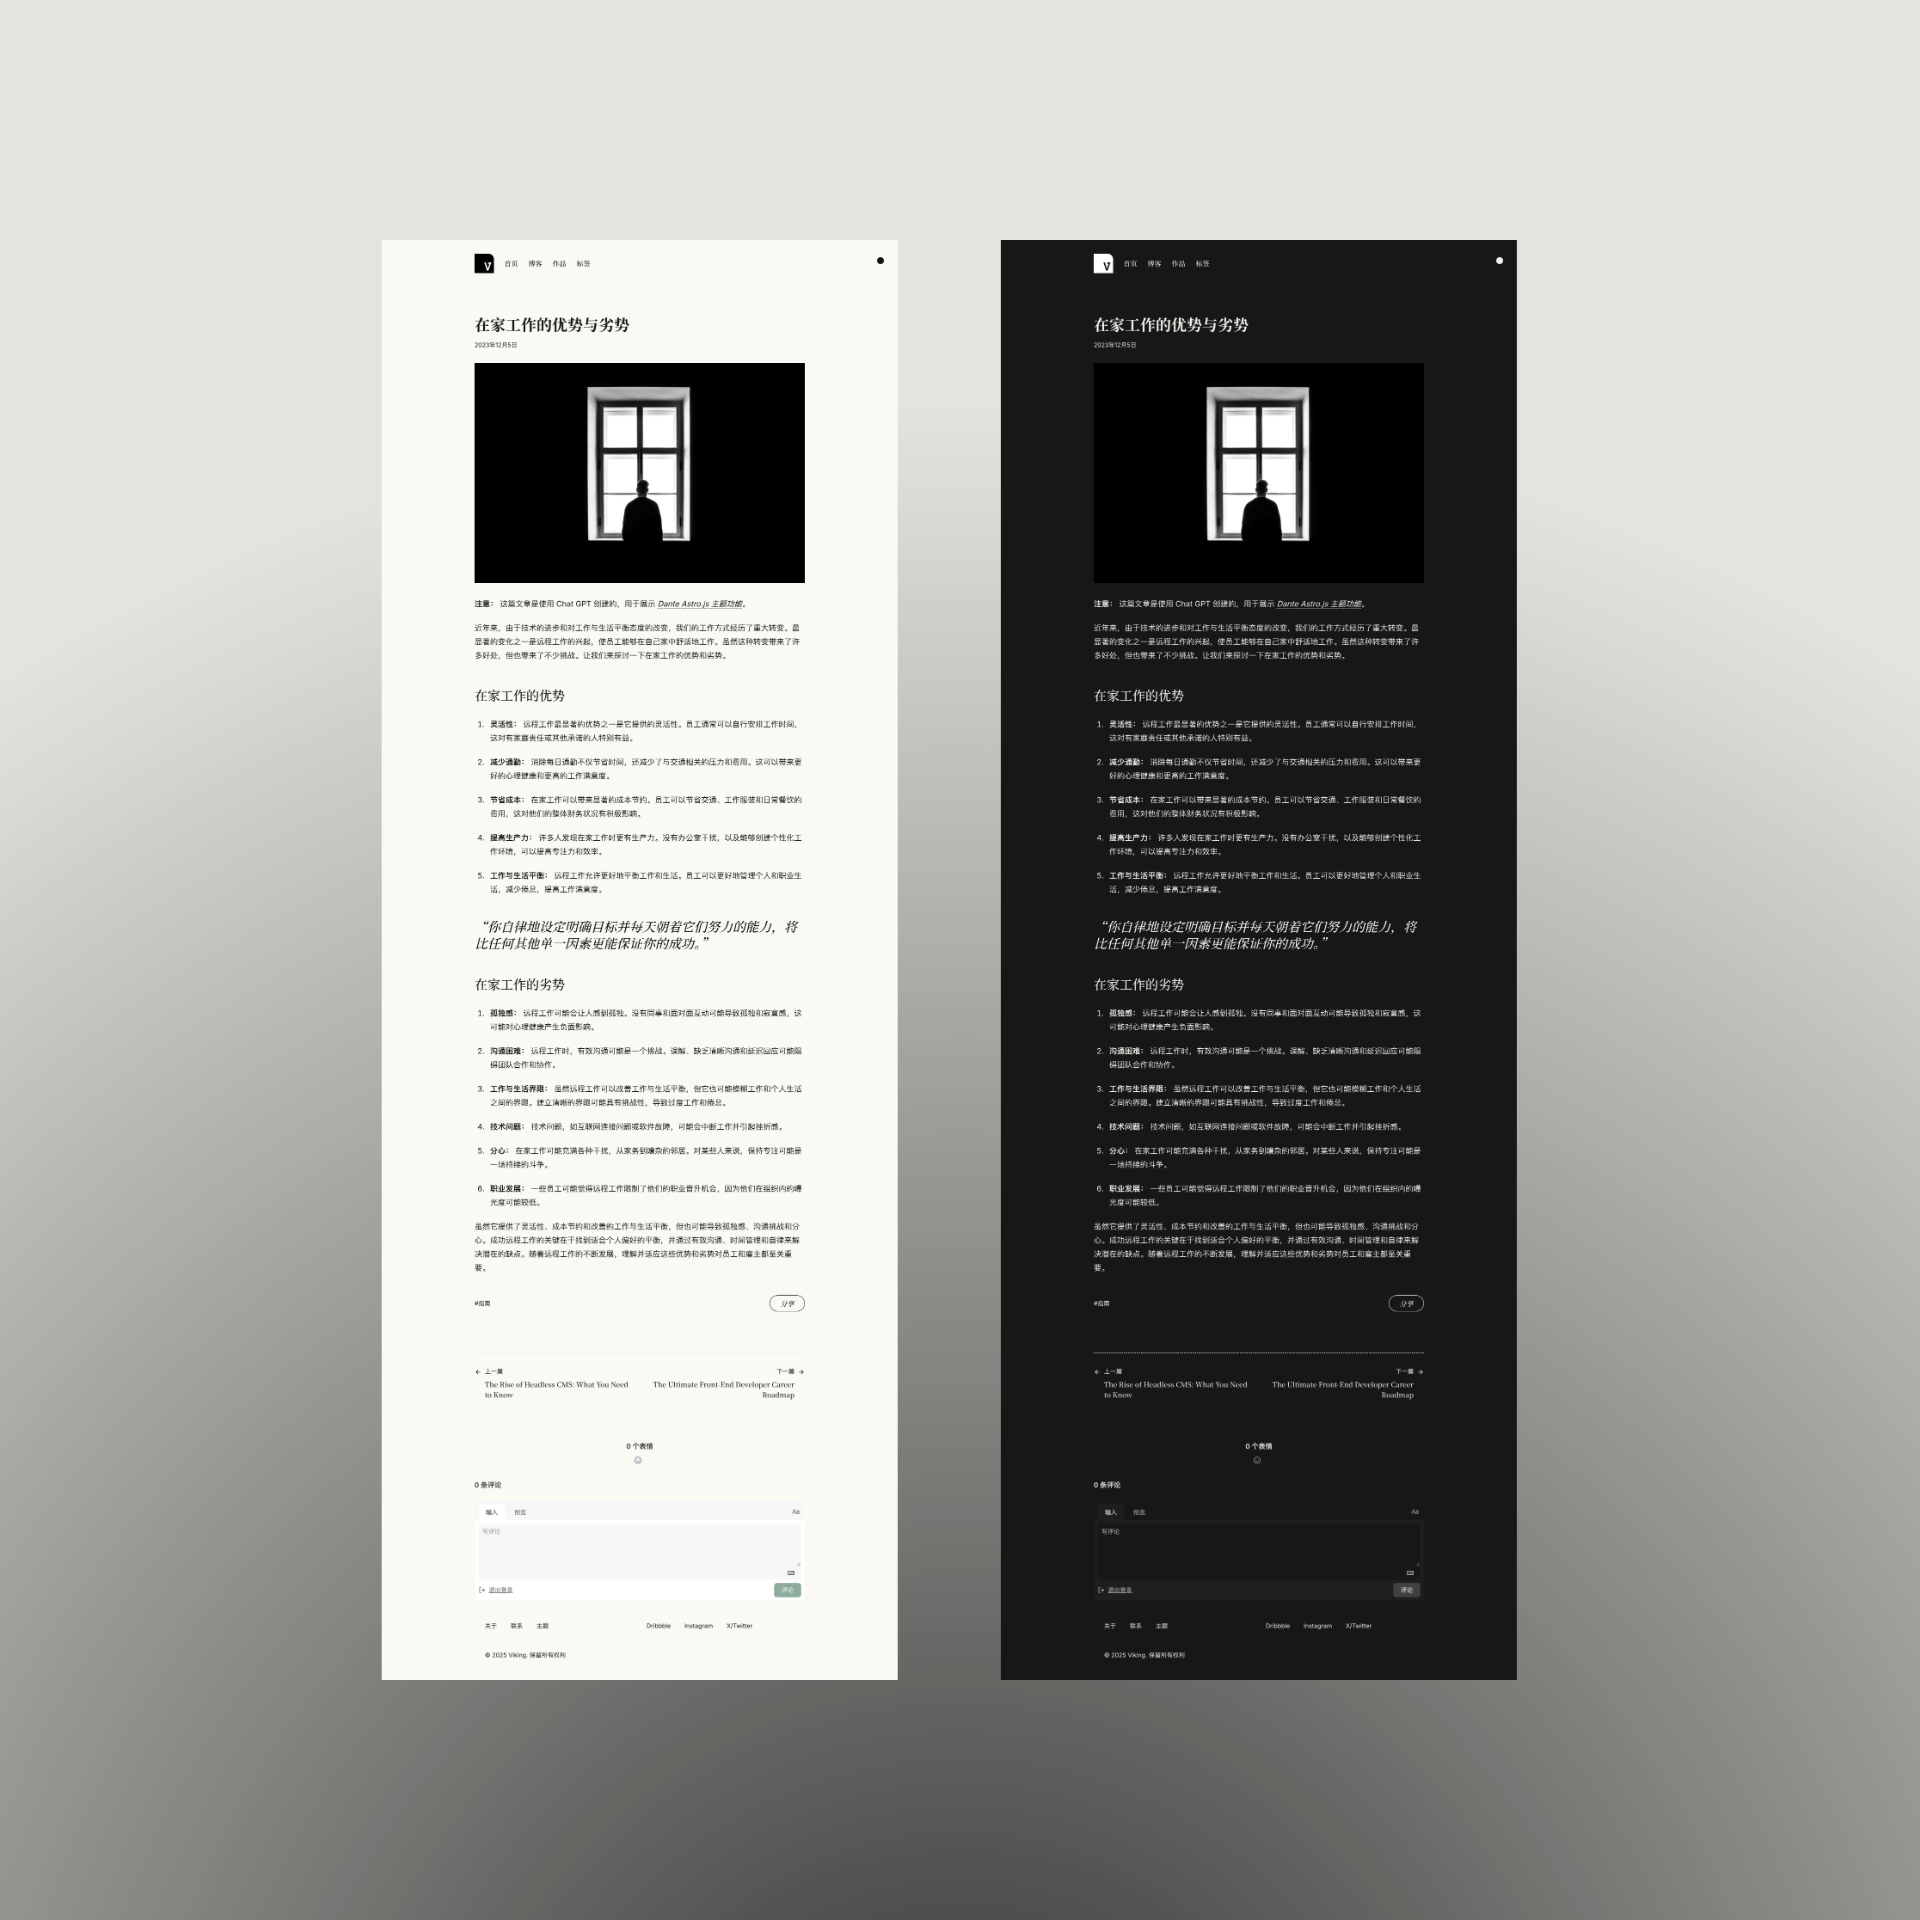 V 首页 博客 作品 标签
在家工作的优势与劣势
2023年12月5日
注意： 这篇文章是使用 Chat GPT 创建的，用于展示 Dante Astro.js 主题功能。
近年来，由于技术的进步和对工作与生活平衡态度的改变，我们的工作方式经历了重大转变。最
显著的变化之一是远程工作的兴起，使员工能够在自己家中舒适地工作。虽然这种转变带来了许
多好处，但也带来了不少挑战。让我们来探讨一下在家工作的优势和劣势。
在家工作的优势
1. 灵活性： 远程工作最显著的优势之一是它提供的灵活性。员工通常可以自行安排工作时间，
这对有家庭责任或其他承诺的人特别有益。
2. 减少通勤： 消除每日通勤不仅节省时间，还减少了与交通相关的压力和费用。这可以带来更
好的心理健康和更高的工作满意度。
3. 节省成本： 在家工作可以带来显著的成本节约。员工可以节省交通、工作服装和日常餐饮的
费用，这对他们的整体财务状况有积极影响。
4. 提高生产力： 许多人发现在家工作时更有生产力。没有办公室干扰，以及能够创建个性化工
作环境，可以提高专注力和效率。
5. 工作与生活平衡： 远程工作允许更好地平衡工作和生活。员工可以更好地管理个人和职业生
活，减少倦怠，提高工作满意度。
“你自律地设定明确目标并每天朝着它们努力的能力，将
比任何其他单一因素更能保证你的成功。”
在家工作的劣势
1. 孤独感： 远程工作可能会让人感到孤独。没有同事和面对面互动可能导致孤独和寂寞感，这
可能对心理健康产生负面影响。
2. 沟通困难： 远程工作时，有效沟通可能是一个挑战。误解、缺乏清晰沟通和延迟回应可能阻
碍团队合作和协作。
3. 工作与生活界限： 虽然远程工作可以改善工作与生活平衡，但它也可能模糊工作和个人生活
之间的界限。建立清晰的界限可能具有挑战性，导致过度工作和倦怠。
4. 技术问题： 技术问题，如互联网连接问题或软件故障，可能会中断工作并引起挫折感。
5. 分心： 在家工作可能充满各种干扰，从家务到嘈杂的邻居。对某些人来说，保持专注可能是
一场持续的斗争。
6. 职业发展： 一些员工可能觉得远程工作限制了他们的职业晋升机会，因为他们在组织内的曝
光度可能较低。
虽然它提供了灵活性、成本节约和改善的工作与生活平衡，但也可能导致孤独感、沟通挑战和分
心。成功远程工作的关键在于找到适合个人偏好的平衡，并通过有效沟通、时间管理和自律来解
决潜在的缺点。随着远程工作的不断发展，理解并适应这些优势和劣势对员工和雇主都至关重
要。
#指南 分享
← 上一篇 下一篇 →
The Rise of Headless CMS: What You Need The Ultimate Front-End Developer Career
to Know Roadmap
0 个表情
0 条评论
输入 预览 Aa
写评论
退出登录 评论
关于 联系 主题 Dribbble Instagram X/Twitter
© 2025 Viking. 保留所有权利
V 首页 博客 作品 标签
在家工作的优势与劣势
2023年12月5日
注意： 这篇文章是使用 Chat GPT 创建的，用于展示 Dante Astro.js 主题功能。
近年来，由于技术的进步和对工作与生活平衡态度的改变，我们的工作方式经历了重大转变。最
显著的变化之一是远程工作的兴起，使员工能够在自己家中舒适地工作。虽然这种转变带来了许
多好处，但也带来了不少挑战。让我们来探讨一下在家工作的优势和劣势。
在家工作的优势
1. 灵活性： 远程工作最显著的优势之一是它提供的灵活性。员工通常可以自行安排工作时间，
这对有家庭责任或其他承诺的人特别有益。
2. 减少通勤： 消除每日通勤不仅节省时间，还减少了与交通相关的压力和费用。这可以带来更
好的心理健康和更高的工作满意度。
3. 节省成本： 在家工作可以带来显著的成本节约。员工可以节省交通、工作服装和日常餐饮的
费用，这对他们的整体财务状况有积极影响。
4. 提高生产力： 许多人发现在家工作时更有生产力。没有办公室干扰，以及能够创建个性化工
作环境，可以提高专注力和效率。
5. 工作与生活平衡： 远程工作允许更好地平衡工作和生活。员工可以更好地管理个人和职业生
活，减少倦怠，提高工作满意度。
“你自律地设定明确目标并每天朝着它们努力的能力，将
比任何其他单一因素更能保证你的成功。”
在家工作的劣势
1. 孤独感： 远程工作可能会让人感到孤独。没有同事和面对面互动可能导致孤独和寂寞感，这
可能对心理健康产生负面影响。
2. 沟通困难： 远程工作时，有效沟通可能是一个挑战。误解、缺乏清晰沟通和延迟回应可能阻
碍团队合作和协作。
3. 工作与生活界限： 虽然远程工作可以改善工作与生活平衡，但它也可能模糊工作和个人生活
之间的界限。建立清晰的界限可能具有挑战性，导致过度工作和倦怠。
4. 技术问题： 技术问题，如互联网连接问题或软件故障，可能会中断工作并引起挫折感。
5. 分心： 在家工作可能充满各种干扰，从家务到嘈杂的邻居。对某些人来说，保持专注可能是
一场持续的斗争。
6. 职业发展： 一些员工可能觉得远程工作限制了他们的职业晋升机会，因为他们在组织内的曝
光度可能较低。
虽然它提供了灵活性、成本节约和改善的工作与生活平衡，但也可能导致孤独感、沟通挑战和分
心。成功远程工作的关键在于找到适合个人偏好的平衡，并通过有效沟通、时间管理和自律来解
决潜在的缺点。随着远程工作的不断发展，理解并适应这些优势和劣势对员工和雇主都至关重
要。
#指南 分享
← 上一篇 下一篇 →
The Rise of Headless CMS: What You Need The Ultimate Front-End Developer Career
to Know Roadmap
0 个表情
0 条评论
输入 预览 Aa
写评论
退出登录 评论
关于 联系 主题 Dribbble Instagram X/Twitter
© 2025 Viking. 保留所有权利